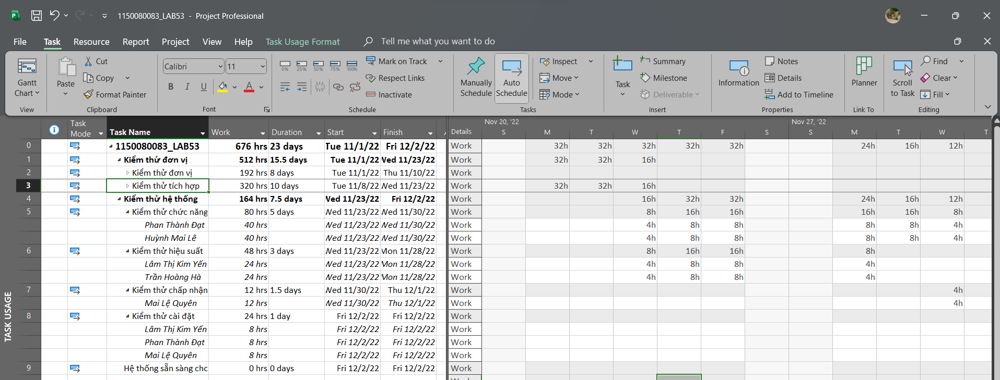 1150080083_LAB53 - Project Professional
File Task Resource Report Project View Help Task Usage Format Tell me what you want to do
Gantt Chart
View
Paste
Cut
Copy
Format Painter
Clipboard
Calibri 11
B I U A
Font
0% 25% 50% 75% 100%
Mark on Track
Respect Links
Inactivate
Schedule
Manually Schedule
Auto Schedule
Inspect
Move
Mode
Tasks
Task
Summary
Milestone
Deliverable
Insert
Information
Notes
Details
Add to Timeline
Properties
Planner
Link To
Scroll to Task
Find
Clear
Fill
Editing
Task Mode Task Name Work Duration Start Finish Details Nov 20, '22 S M T W T F S Nov 27, '22 S M T W T
0 1150080083_LAB53 676 hrs 23 days Tue 11/1/22 Fri 12/2/22 Work 32h 32h 32h 32h 32h 24h 16h 12h
1 Kiểm thử đơn vị 512 hrs 15.5 days Tue 11/1/22 Wed 11/23/22 Work 32h 32h 16h
2 Kiểm thử đơn vị 192 hrs 8 days Tue 11/1/22 Thu 11/10/22 Work
3 Kiểm thử tích hợp 320 hrs 10 days Tue 11/8/22 Wed 11/23/22 Work 32h 32h 16h
4 Kiểm thử hệ thống 164 hrs 7.5 days Wed 11/23/22 Fri 12/2/22 Work 16h 32h 32h 24h 16h 12h
5 Kiểm thử chức năng 80 hrs 5 days Wed 11/23/22 Wed 11/30/22 Work 8h 16h 16h 16h 16h 8h
Phan Thành Đạt 40 hrs Wed 11/23/22 Wed 11/30/22 Work 4h 8h 8h 8h 8h 4h
Huỳnh Mai Lê 40 hrs Wed 11/23/22 Wed 11/30/22 Work 4h 8h 8h 8h 8h 4h
6 Kiểm thử hiệu suất 48 hrs 3 days Wed 11/23/22 Mon 11/28/22 Work 8h 16h 16h 8h
Lâm Thị Kim Yến 24 hrs Wed 11/23/22 Mon 11/28/22 Work 4h 8h 8h 4h
Trần Hoàng Hà 24 hrs Wed 11/23/22 Mon 11/28/22 Work 4h 8h 8h 4h
7 Kiểm thử chấp nhận 12 hrs 1.5 days Wed 11/30/22 Thu 12/1/22 Work 4h
Mai Lệ Quyên 12 hrs Wed 11/30/22 Thu 12/1/22 Work 4h
8 Kiểm thử cài đặt 24 hrs 1 day Fri 12/2/22 Fri 12/2/22 Work
Lâm Thị Kim Yến 8 hrs Fri 12/2/22 Fri 12/2/22 Work
Phan Thành Đạt 8 hrs Fri 12/2/22 Fri 12/2/22 Work
Mai Lệ Quyên 8 hrs Fri 12/2/22 Fri 12/2/22 Work
9 Hệ thống sẵn sàng chc 0 hrs 0 days Fri 12/2/22 Fri 12/2/22 Work
TASK USAGE